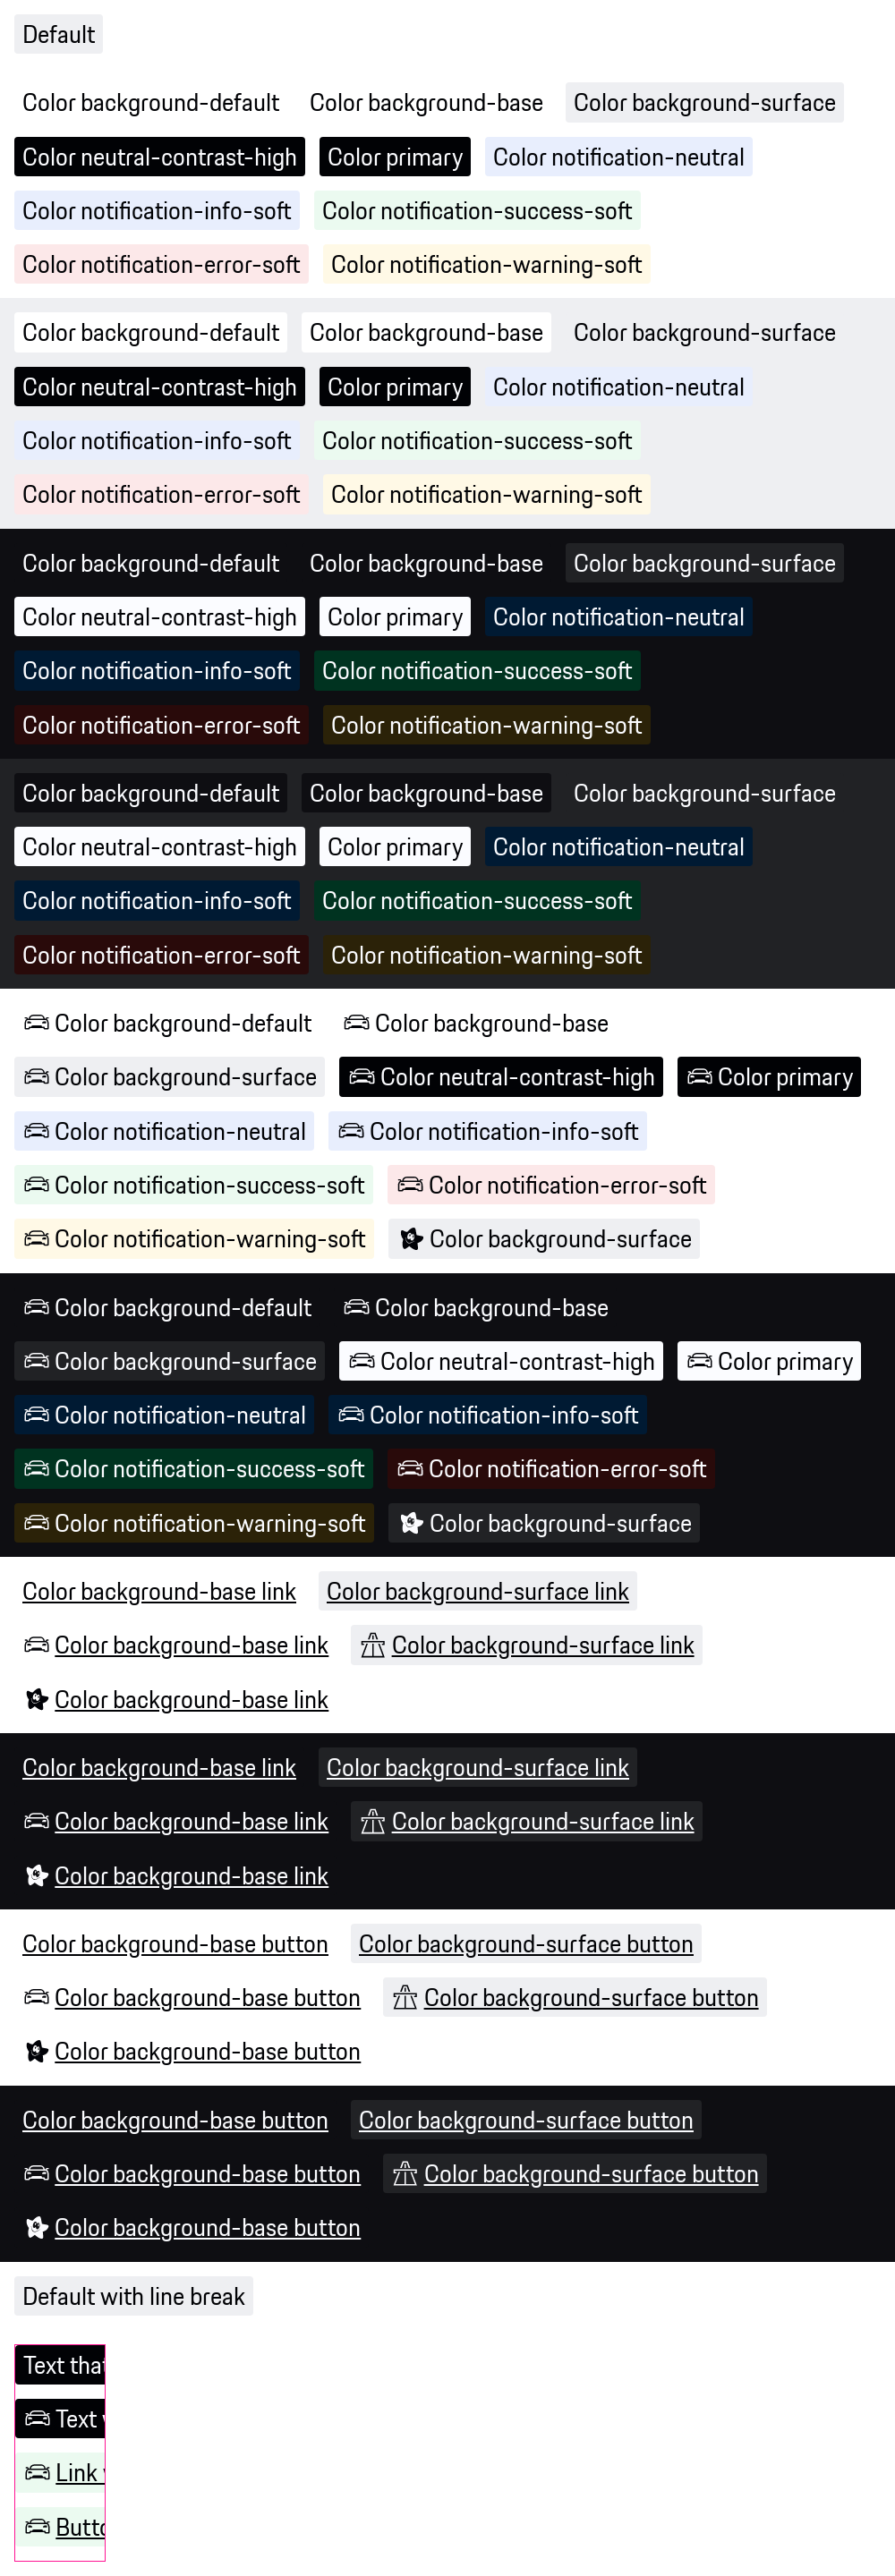 Default
Color background-default Color background-base Color background-surface
Color neutral-contrast-high Color primary Color notification-neutral
Color notification-info-soft Color notification-success-soft
Color notification-error-soft Color notification-warning-soft
Color background-default Color background-base Color background-surface
Color neutral-contrast-high Color primary Color notification-neutral
Color notification-info-soft Color notification-success-soft
Color notification-error-soft Color notification-warning-soft
Color background-default Color background-base Color background-surface
Color neutral-contrast-high Color primary Color notification-neutral
Color notification-info-soft Color notification-success-soft
Color notification-error-soft Color notification-warning-soft
Color background-default Color background-base Color background-surface
Color neutral-contrast-high Color primary Color notification-neutral
Color notification-info-soft Color notification-success-soft
Color notification-error-soft Color notification-warning-soft
Color background-default Color background-base
Color background-surface Color neutral-contrast-high Color primary
Color notification-neutral Color notification-info-soft
Color notification-success-soft Color notification-error-soft
Color notification-warning-soft Color background-surface
Color background-default Color background-base
Color background-surface Color neutral-contrast-high Color primary
Color notification-neutral Color notification-info-soft
Color notification-success-soft Color notification-error-soft
Color notification-warning-soft Color background-surface
Color background-base link Color background-surface link
Color background-base link Color background-surface link
Color background-base link
Color background-base link Color background-surface link
Color background-base link Color background-surface link
Color background-base link
Color background-base button Color background-surface button
Color background-base button Color background-surface button
Color background-base button
Color background-base button Color background-surface button
Color background-base button Color background-surface button
Color background-base button
Default with line break
Text that
Text
Link
Butto